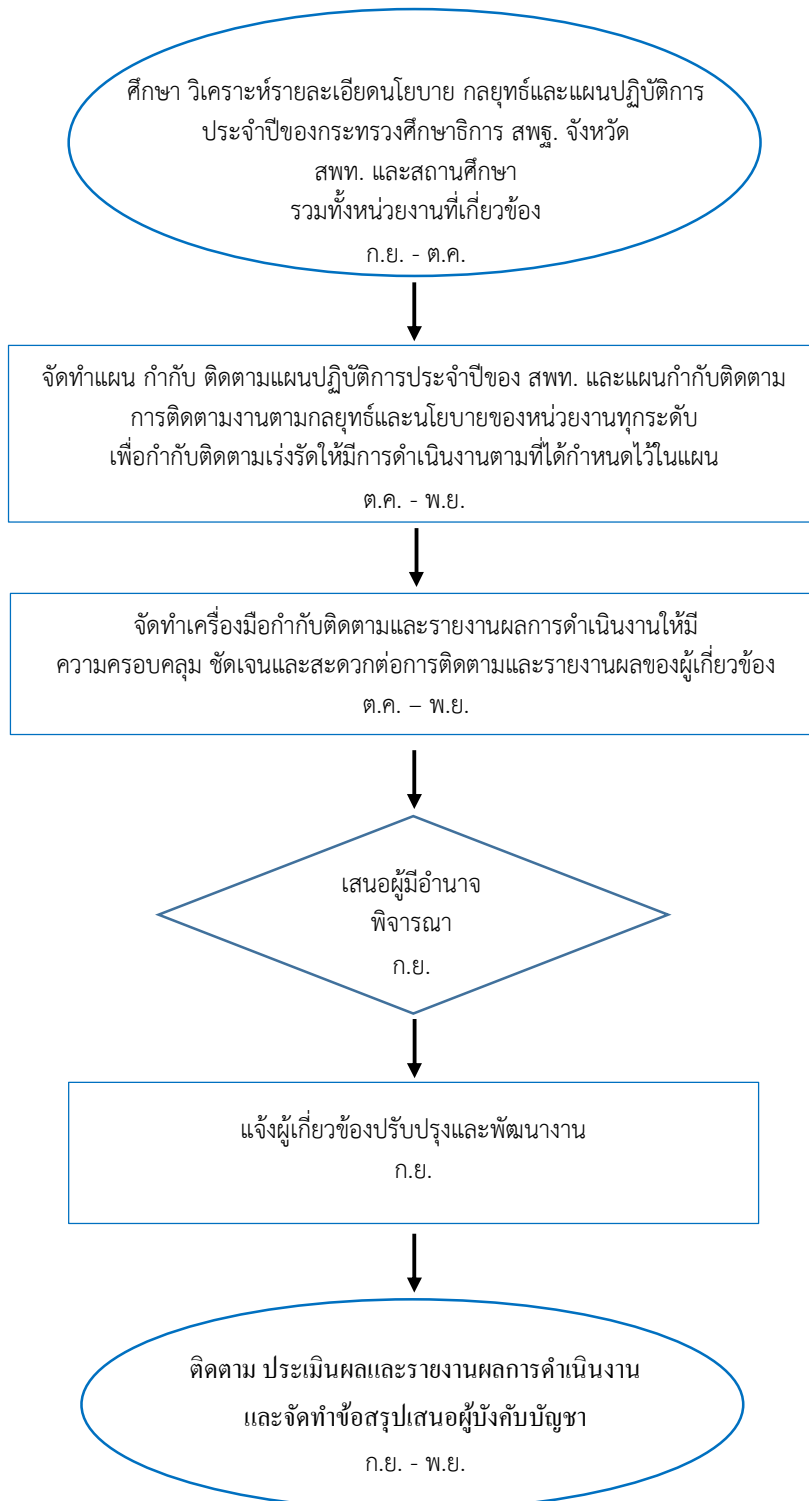 ศึกษา วิเคราะห์รายละเอียดนโยบาย กลยุทธ์และแผนปฏิบัติการ
ประจำปีของกระทรวงศึกษาธิการ สพฐ. จังหวัด
สพท. และสถานศึกษา
รวมทั้งหน่วยงานที่เกี่ยวข้อง
ก.ย. - ต.ค.
จัดทำแผน กำกับ ติดตามแผนปฏิบัติการประจำปีของ สพท. และแผนกำกับติดตาม
การติดตามงานตามกลยุทธ์และนโยบายของหน่วยงานทุกระดับ
เพื่อกำกับติดตามเร่งรัดให้มีการดำเนินงานตามที่ได้กำหนดไว้ในแผน
ต.ค. - พ.ย.
จัดทำเครื่องมือกำกับติดตามและรายงานผลการดำเนินงานให้มี
ความครอบคลุม ชัดเจนและสะดวกต่อการติดตามและรายงานผลของผู้เกี่ยวข้อง
ต.ค. – พ.ย.
เสนอผู้มีอำนาจ
พิจารณา
ก.ย.
แจ้งผู้เกี่ยวข้องปรับปรุงและพัฒนางาน
ก.ย.
ติดตาม ประเมินผลและรายงานผลการดำเนินงาน
และจัดทำข้อสรุปเสนอผู้บังคับบัญชา
ก.ย. - พ.ย.